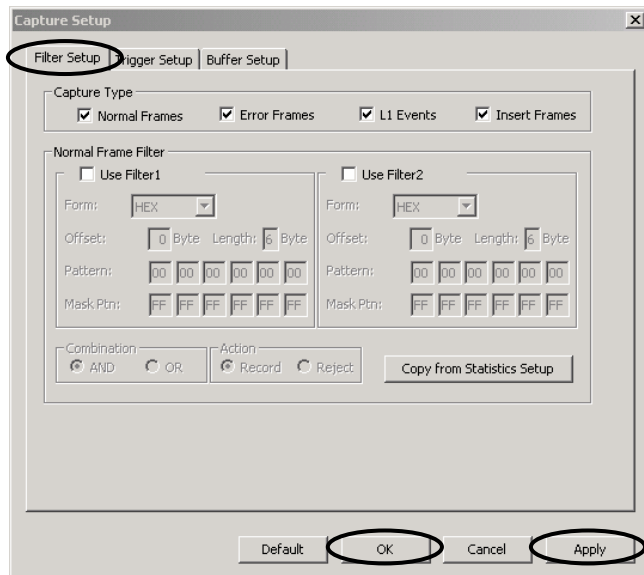 Capture Setup
Filter Setup Trigger Setup Buffer Setup
Capture Type
Normal Frames Error Frames L1 Events Insert Frames
Normal Frame Filter
Use Filter1
Form: HEX
Offset: 0 Byte Length: 6 Byte
Pattern: 00 00 00 00 00 00
Mask Ptn: FF FF FF FF FF FF
Use Filter2
Form: HEX
Offset: 0 Byte Length: 6 Byte
Pattern: 00 00 00 00 00 00
Mask Ptn: FF FF FF FF FF FF
Combination
AND OR
Action
Record Reject
Copy from Statistics Setup
Default OK Cancel Apply